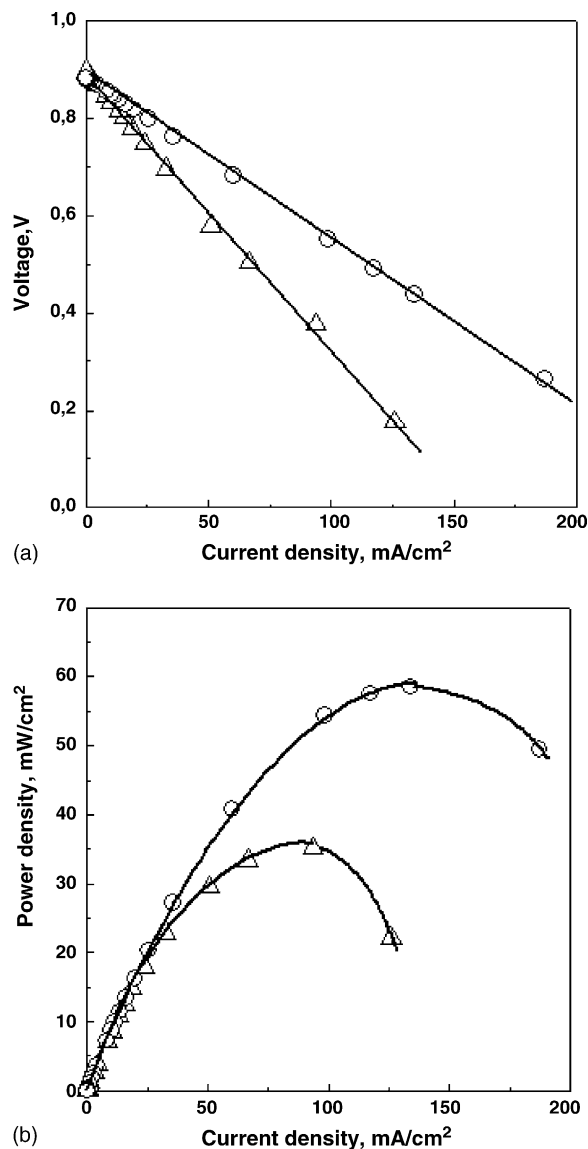 1,0
0,8
0,6
0,4
0,2
0,0
Voltage,V
0 50 100 150 200
(a) Current density, mA/cm²
70
60
50
40
30
20
10
0
Power density, mW/cm²
0 50 100 150 200
(b) Current density, mA/cm²